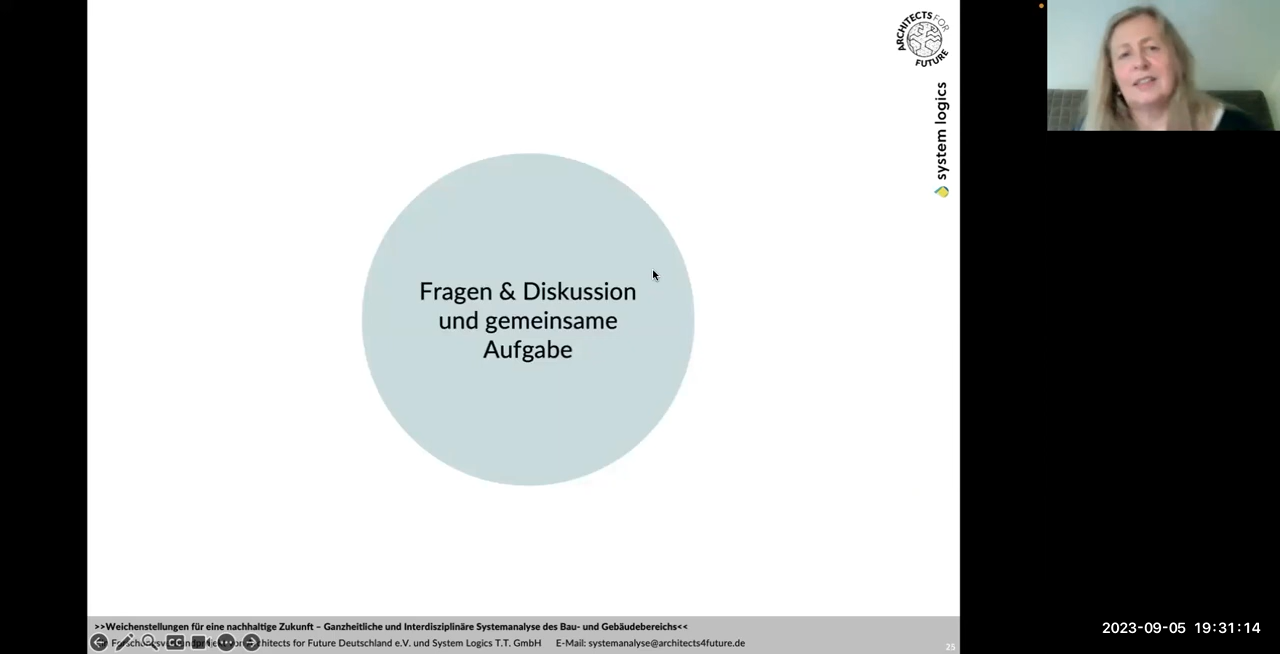 ARCHITECTS FOR
FUTURE
system logics
Fragen & Diskussion
und gemeinsame
Aufgabe
>>Weichenstellungen für eine nachhaltige Zukunft – Ganzheitliche und Interdisziplinäre Systemanalyse des Bau- und Gebäudebereichs<<
Architects for Future Deutschland e.V. und System Logics T.T. GmbH E-Mail: systemanalyse@architects4future.de
25
2023-09-05 19:31:14